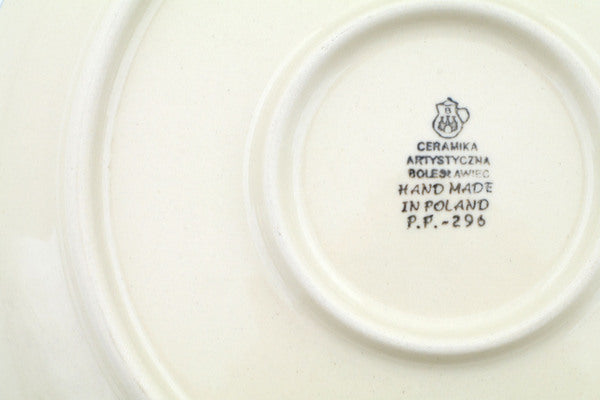 B
CERAMIKA
ARTYSTYCZNA
BOLESŁAWIEC
HAND MADE
IN POLAND
P.F.-296